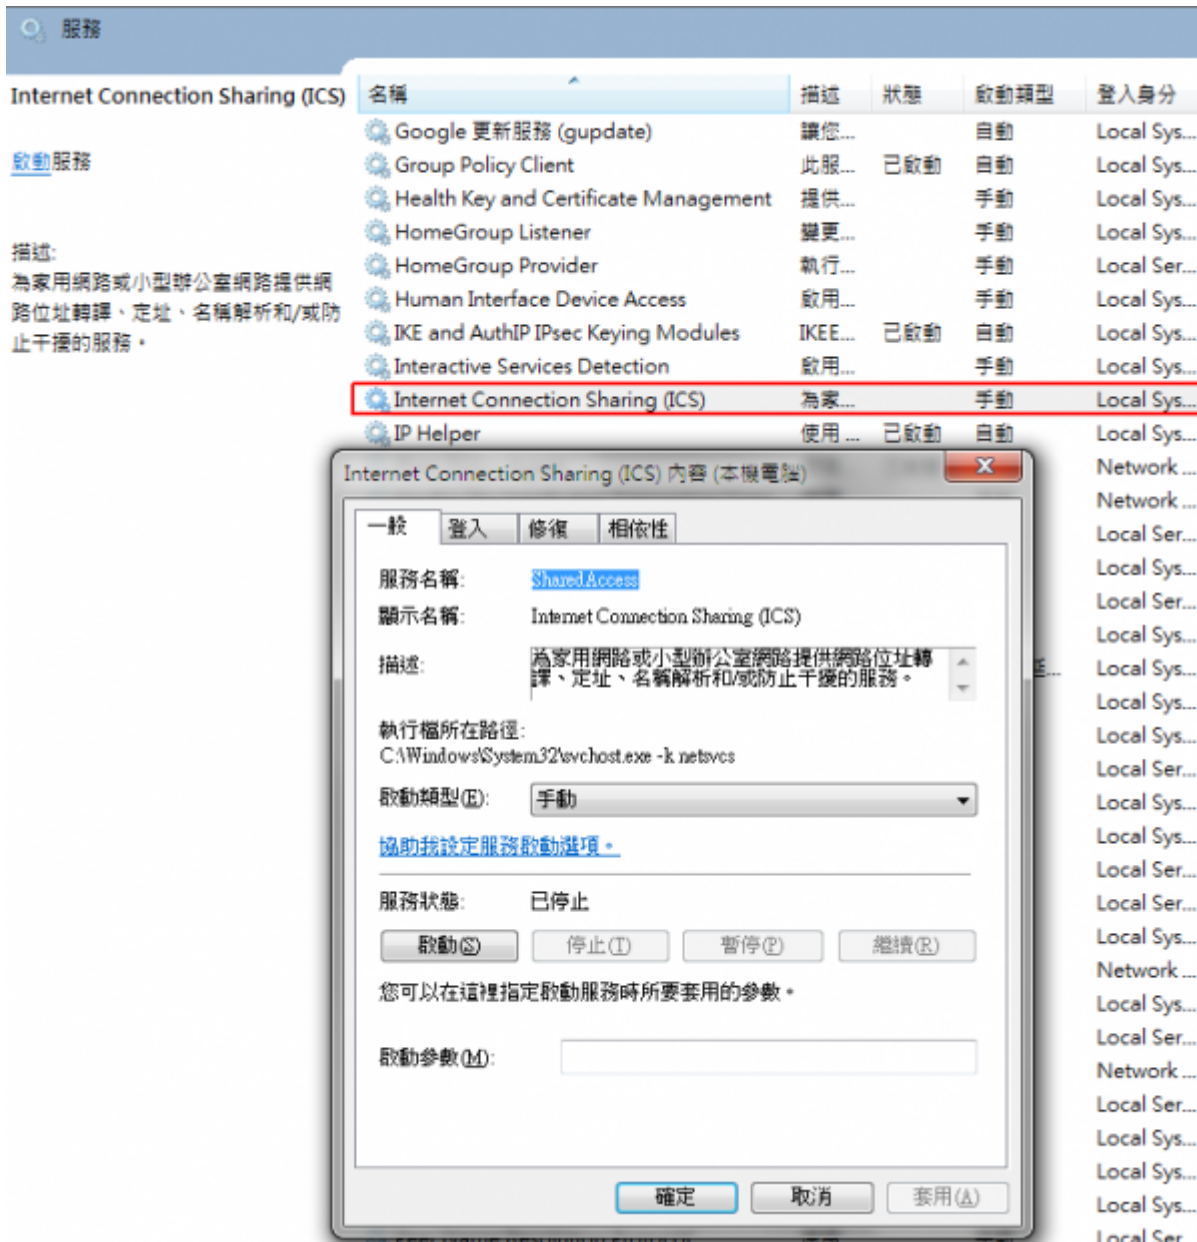 服務
Internet Connection Sharing (ICS)
啟動服務
描述:
為家用網路或小型辦公室網路提供網
路位址轉譯、定址、名稱解析和/或防
止干擾的服務。
名稱 描述 狀態 啟動類型 登入身分
Google 更新服務 (gupdate) 讓您... 自動 Local Sys...
Group Policy Client 此服... 已啟動 自動 Local Sys...
Health Key and Certificate Management 提供... 手動 Local Sys...
HomeGroup Listener 變更... 手動 Local Sys...
HomeGroup Provider 執行... 手動 Local Ser...
Human Interface Device Access 啟用... 手動 Local Sys...
IKE and AuthIP IPsec Keying Modules IKEE... 已啟動 自動 Local Sys...
Interactive Services Detection 啟用... 手動 Local Sys...
Internet Connection Sharing (ICS) 為家... 手動 Local Sys...
IP Helper 使用 ... 已啟動 自動 Local Sys...
Network ...
Network ...
Local Ser...
Local Sys...
Local Ser...
Local Sys...
Local Sys...
Local Sys...
Local Sys...
Local Ser...
Local Sys...
Local Sys...
Local Ser...
Local Ser...
Local Sys...
Network ...
Local Sys...
Local Ser...
Network ...
Local Ser...
Local Sys...
Local Sys...
Local Sys...
Local Ser...
Internet Connection Sharing (ICS) 內容 (本機電腦)
一般 登入 修復 相依性
服務名稱: SharedAccess
顯示名稱: Internet Connection Sharing (ICS)
描述: 為家用網路或小型辦公室網路提供網路位址轉
譯、定址、名稱解析和/或防止干擾的服務。
執行檔所在路徑:
C:\Windows\System32\svchost.exe -k netsvcs
啟動類型(E): 手動
協助我設定服務啟動選項。
服務狀態: 已停止
啟動(S) 停止(T) 暫停(P) 繼續(R)
您可以在這裡指定啟動服務時所要套用的參數。
啟動參數(M):
確定 取消 套用(A)